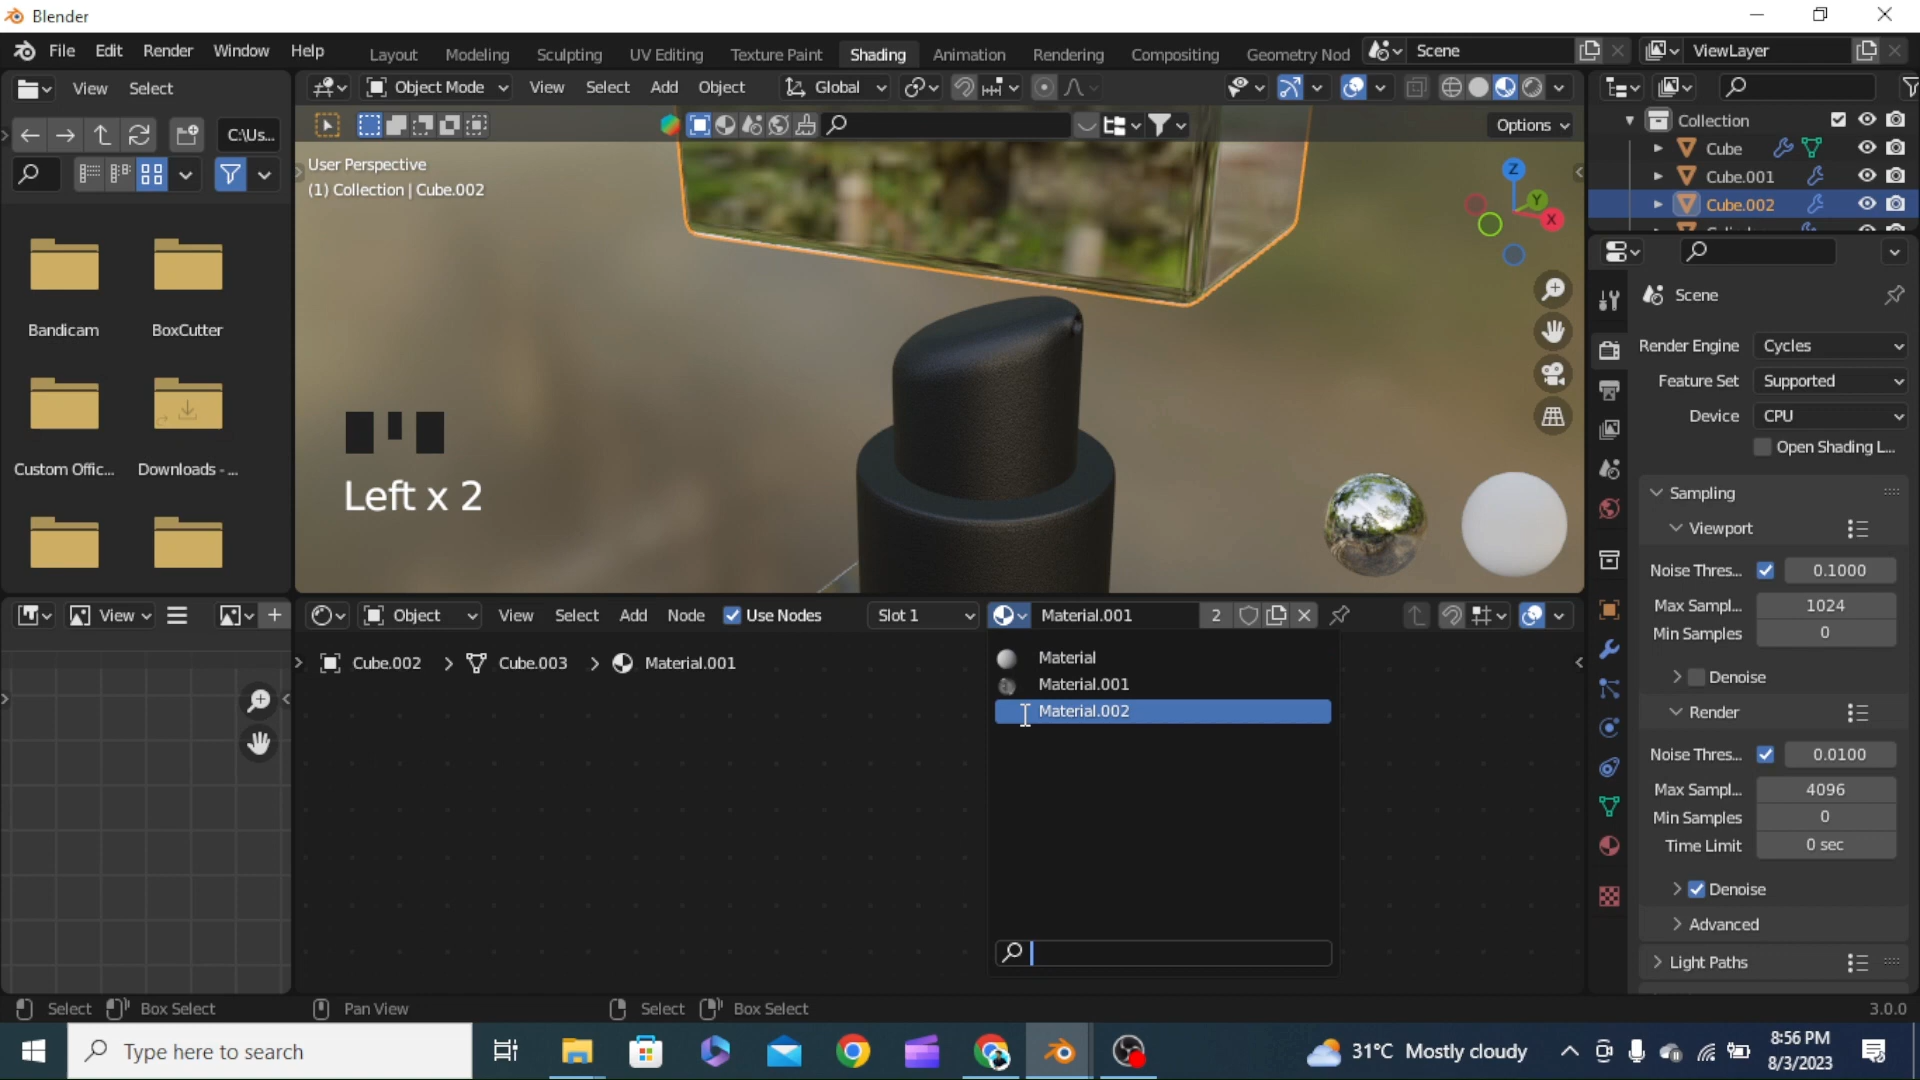 Blender
File Edit Render Window Help Layout Modeling Sculpting UV Editing Texture Paint Shading Animation Rendering Compositing Geometry Nod Scene ViewLayer
View Select Object Mode View Select Add Object Global
C:\Us... Options Collection
User Perspective
(1) Collection | Cube.002
Z
Y
X
Cube
Cube.001
Cube.002
Bandicam BoxCutter
Custom Offic... Downloads - ...
Left x 2
Scene
Render Engine Cycles
Feature Set Supported
Device CPU
Open Shading L...
Sampling
Viewport
Noise Thres... 0.1000
Max Sampl... 1024
Min Samples 0
Denoise
Render
Noise Thres... 0.0100
Max Sampl... 4096
Min Samples 0
Time Limit 0 sec
Denoise
Advanced
Light Paths
View Object View Select Add Node Use Nodes Slot 1 Material.001 2
Cube.002 Cube.003 Material.001
Material
Material.001
Material.002
Select Box Select Pan View Select Box Select 3.0.0
Type here to search 31°C Mostly cloudy 8:56 PM
8/3/2023